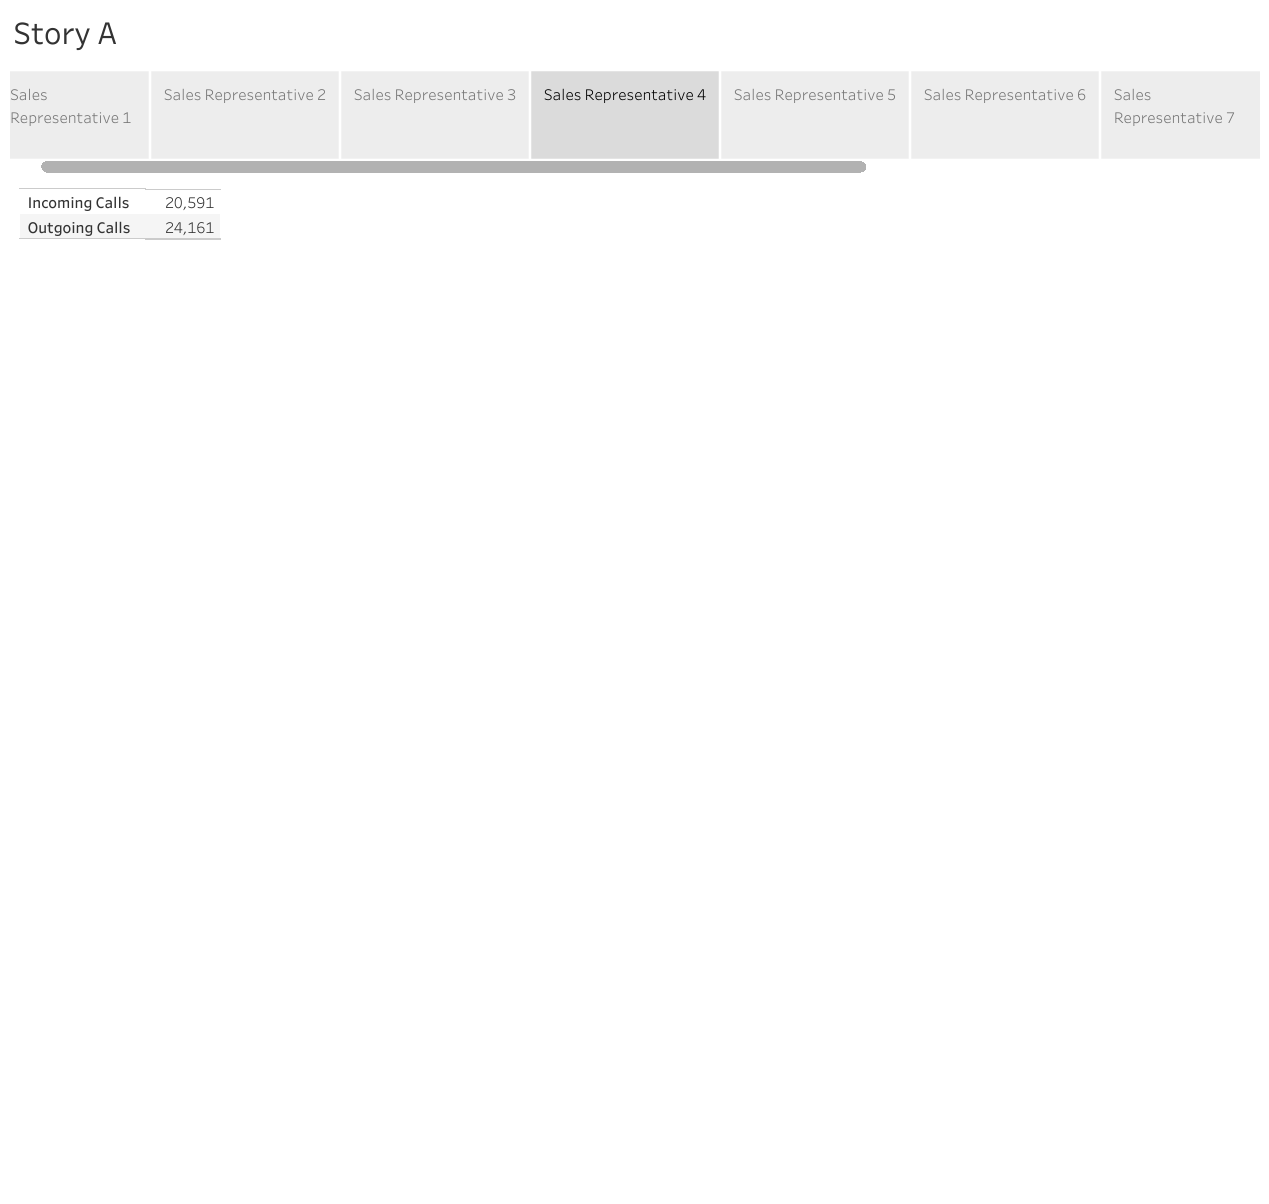 Story A
Sales
Representative 1
Sales Representative 2
Sales Representative 3
Sales Representative 4
Sales Representative 5
Sales Representative 6
Sales
Representative 7
Incoming Calls 20,591
Outgoing Calls 24,161